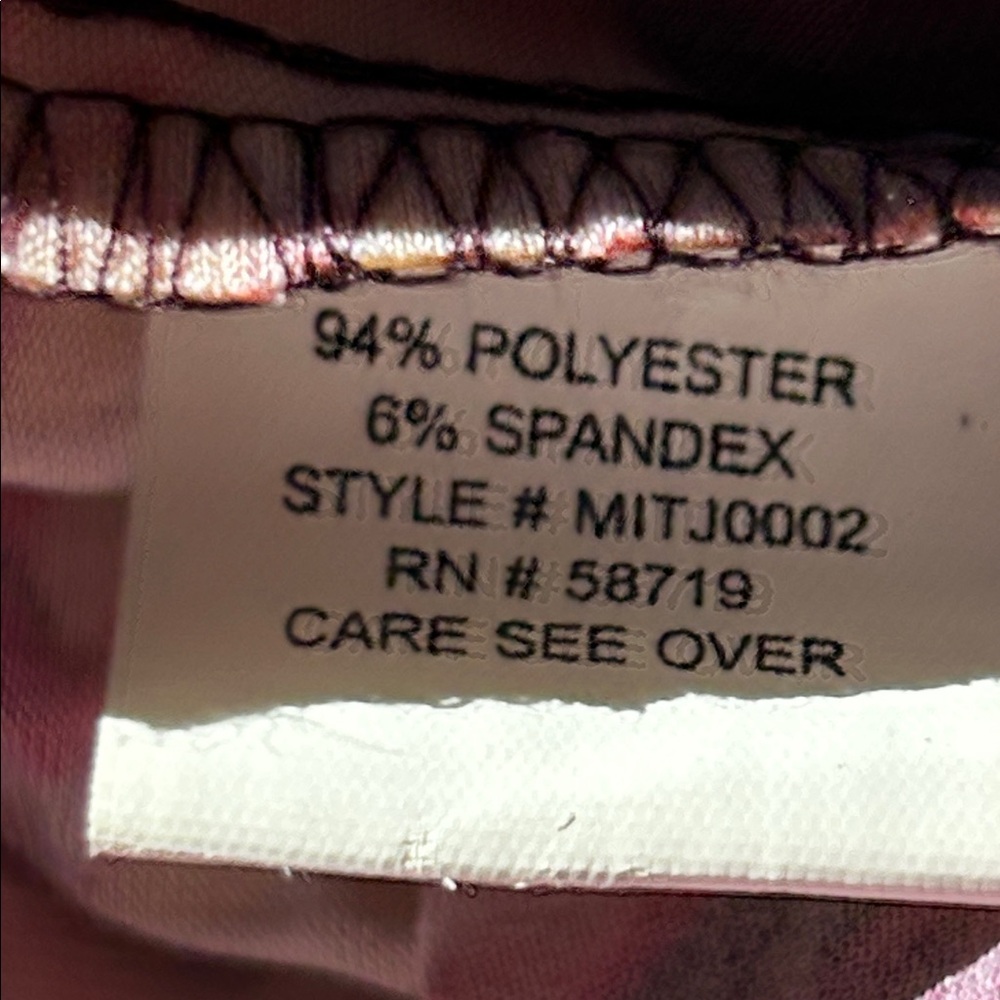 94% POLYESTER
6% SPANDEX
STYLE # MITJ0002
RN # 58719
CARE SEE OVER